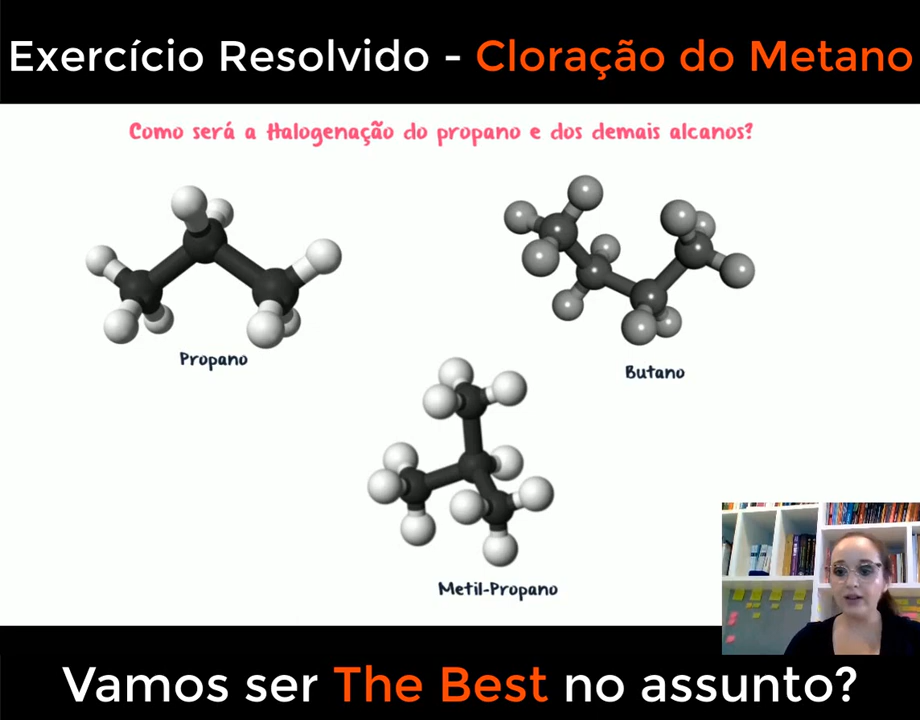 Exercício Resolvido - Cloração do Metano
Como será a Halogenação do propano e dos demais alcanos?
Propano
Butano
Metil-Propano
Vamos ser The Best no assunto?